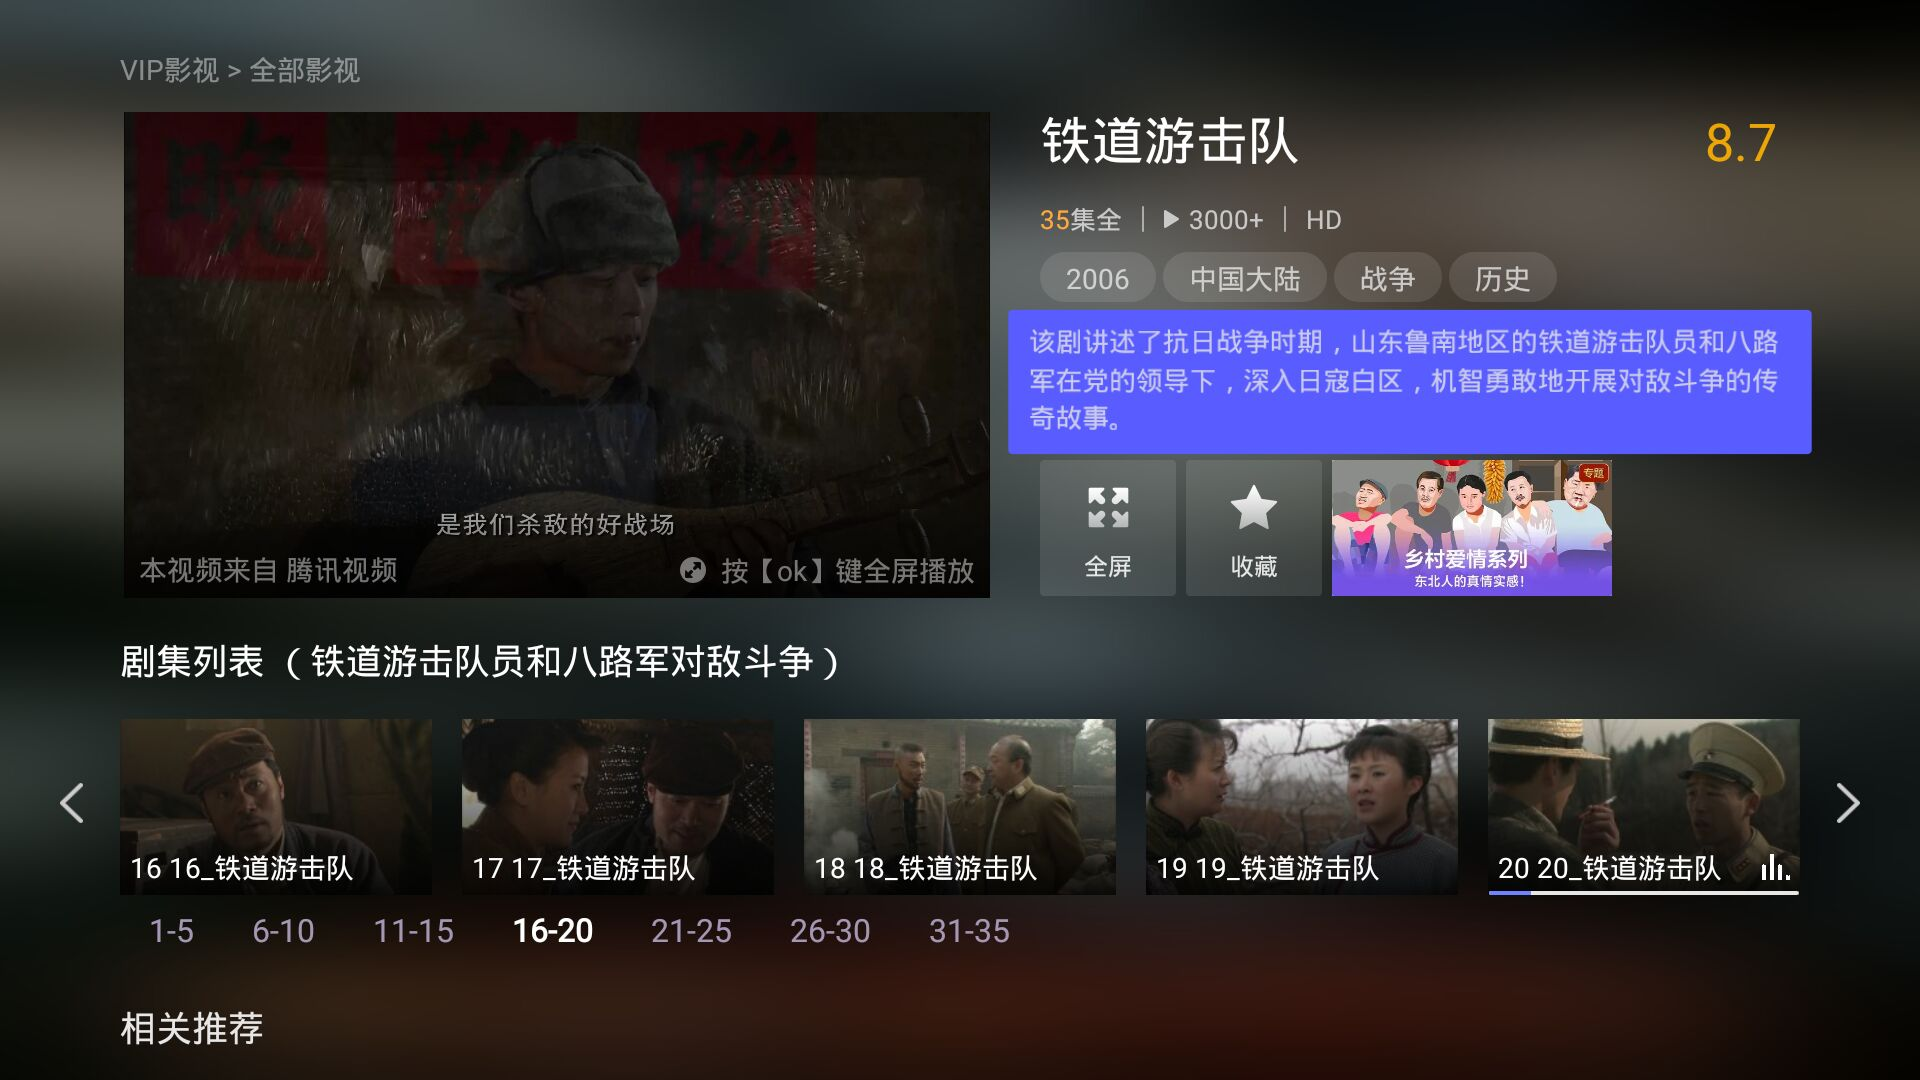 VIP影视 > 全部影视
晚 聯
是我们杀敌的好战场
本视频来自 腾讯视频
按【ok】键全屏播放
铁道游击队
8.7
35集全 | 3000+ | HD
2006 中国大陆 战争 历史
该剧讲述了抗日战争时期，山东鲁南地区的铁道游击队员和八路
军在党的领导下，深入日寇白区，机智勇敢地开展对敌斗争的传
奇故事。
全屏
收藏
专题
乡村爱情系列
东北人的真情实感！
剧集列表 （铁道游击队员和八路军对敌斗争）
16 16_铁道游击队
17 17_铁道游击队
18 18_铁道游击队
19 19_铁道游击队
20 20_铁道游击队
1-5 6-10 11-15 16-20 21-25 26-30 31-35
相关推荐